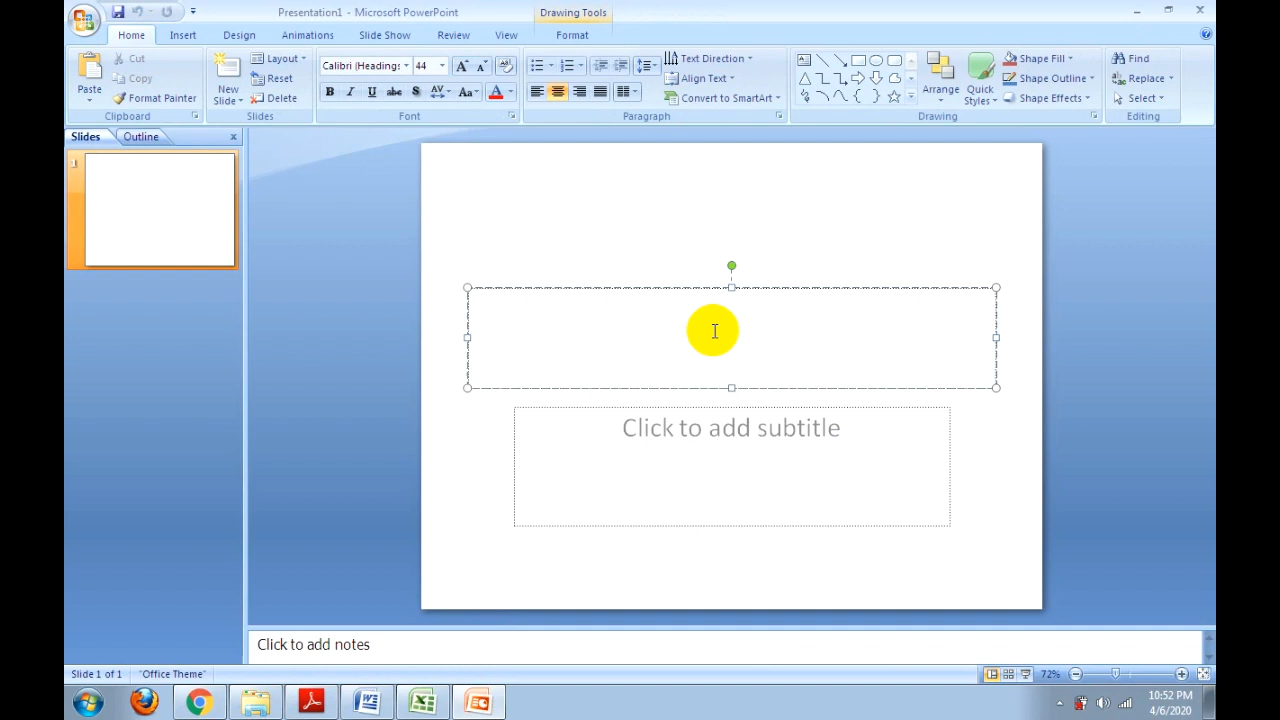 Presentation1 - Microsoft PowerPoint
Drawing Tools
Home Insert Design Animations Slide Show Review View Format
Paste
Cut
Copy
Format Painter
Clipboard
New Slide
Layout
Reset
Delete
Slides
Calibri (Headings) 44
B I U abc S AV Aa A
Font
Text Direction
Align Text
Convert to SmartArt
Paragraph
Arrange
Quick Styles
Shape Fill
Shape Outline
Shape Effects
Drawing
Find
Replace
Select
Editing
Slides Outline
1
Click to add subtitle
Click to add notes
Slide 1 of 1 "Office Theme" 72%
10:52 PM
4/6/2020